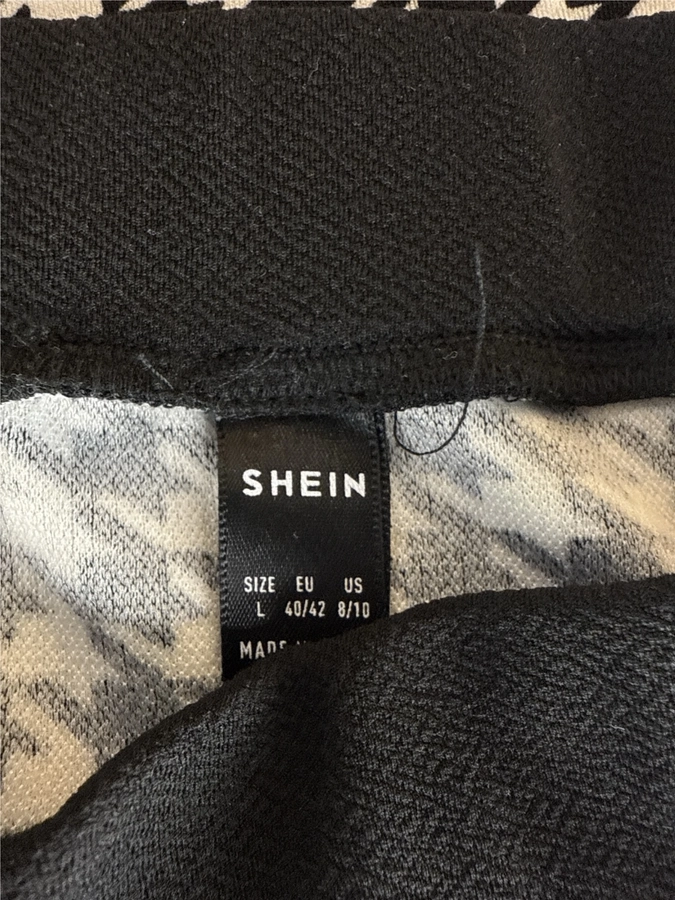 SHEIN
SIZE EU US
L 40/42 8/10
MADE